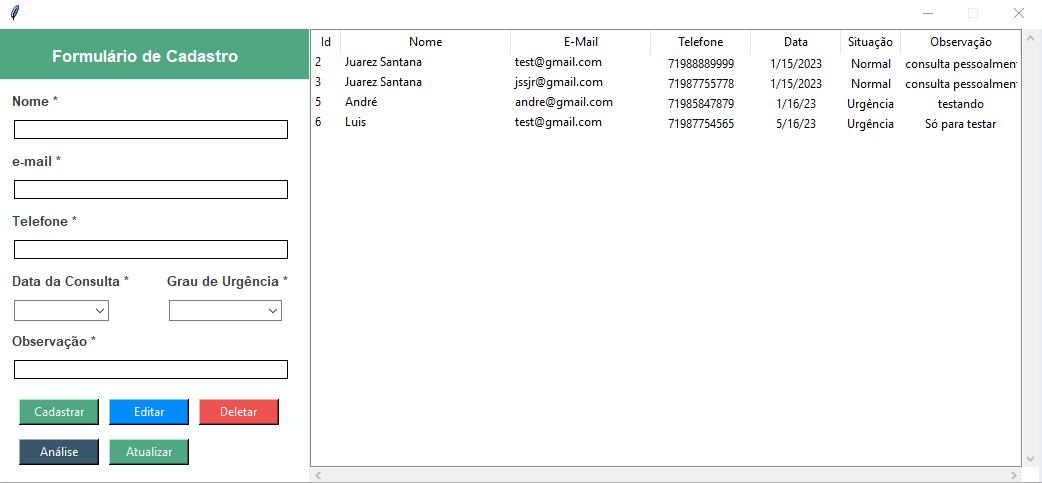 Formulário de Cadastro
Nome *
e-mail *
Telefone *
Data da Consulta * Grau de Urgência *
Observação *
Cadastrar Editar Deletar
Análise Atualizar
Id Nome E-Mail Telefone Data Situação Observação
2 Juarez Santana test@gmail.com 71988889999 1/15/2023 Normal consulta pessoalmen
3 Juarez Santana jssjr@gmail.com 71987755778 1/15/2023 Normal consulta pessoalmen
5 André andre@gmail.com 71985847879 1/16/23 Urgência testando
6 Luis test@gmail.com 71987754565 5/16/23 Urgência Só para testar